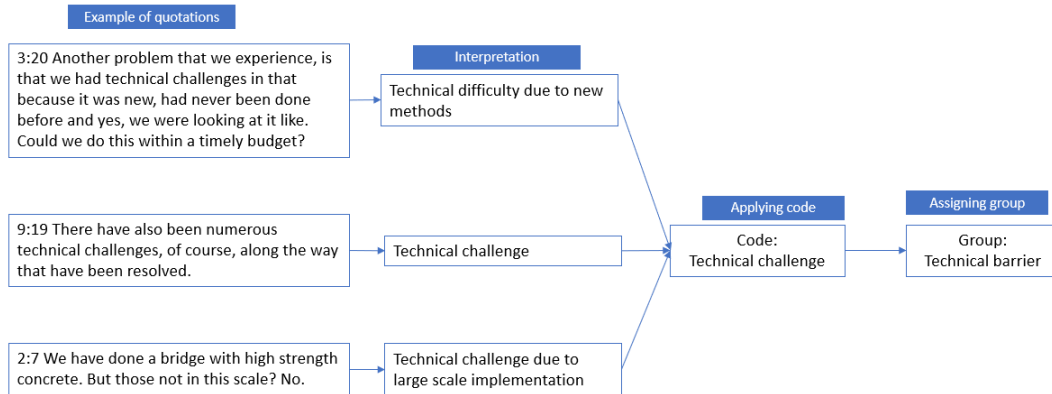 Example of quotations
3:20 Another problem that we experience, is
that we had technical challenges in that
because it was new, had never been done
before and yes, we were looking at it like.
Could we do this within a timely budget?
Interpretation
Technical difficulty due to new
methods
9:19 There have also been numerous
technical challenges, of course, along the way
that have been resolved.
Technical challenge
Applying code
Code:
Technical challenge
Assigning group
Group:
Technical barrier
2:7 We have done a bridge with high strength
concrete. But those not in this scale? No.
Technical challenge due to
large scale implementation